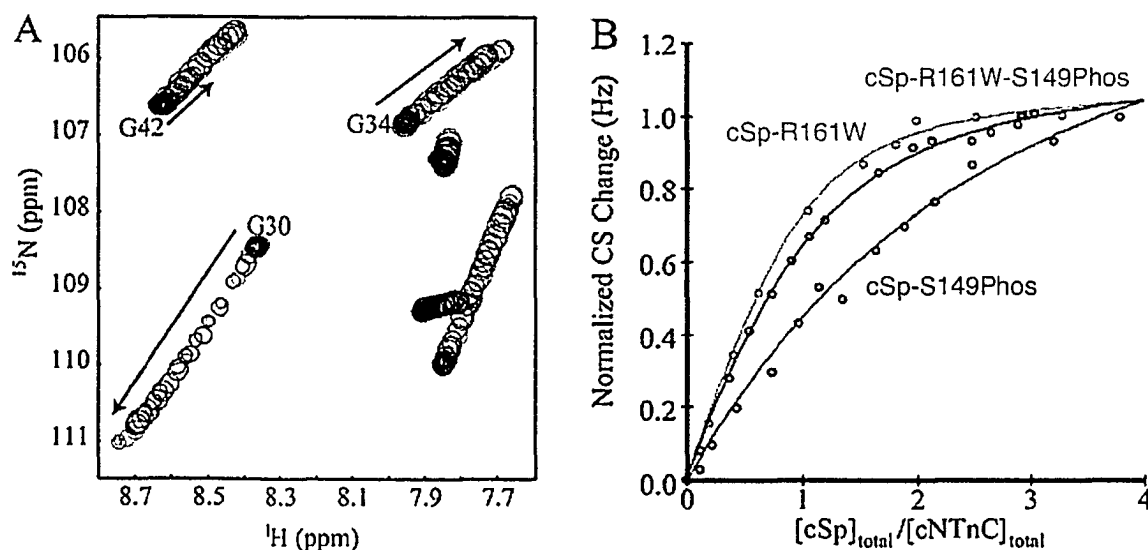 A
106
107
108
109
110
111
¹⁵N (ppm)
G42
G34
G30
8.7 8.5 8.3 8.1 7.9 7.7
¹H (ppm)
B
1.2
1.0
0.8
0.6
0.4
0.2
0.0
Normalized CS Change (Hz)
cSp-R161W-S149Phos
cSp-R161W
cSp-S149Phos
0 1 2 3 4
[cSp]total/[cNTnC]total